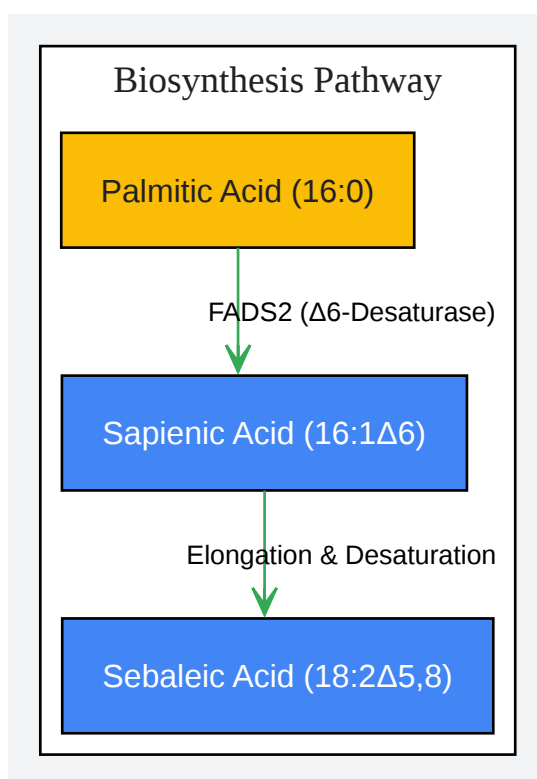 Biosynthesis Pathway
Palmitic Acid (16:0)
FADS2 (Δ6-Desaturase)
Sapienic Acid (16:1Δ6)
Elongation & Desaturation
Sebaleic Acid (18:2Δ5,8)